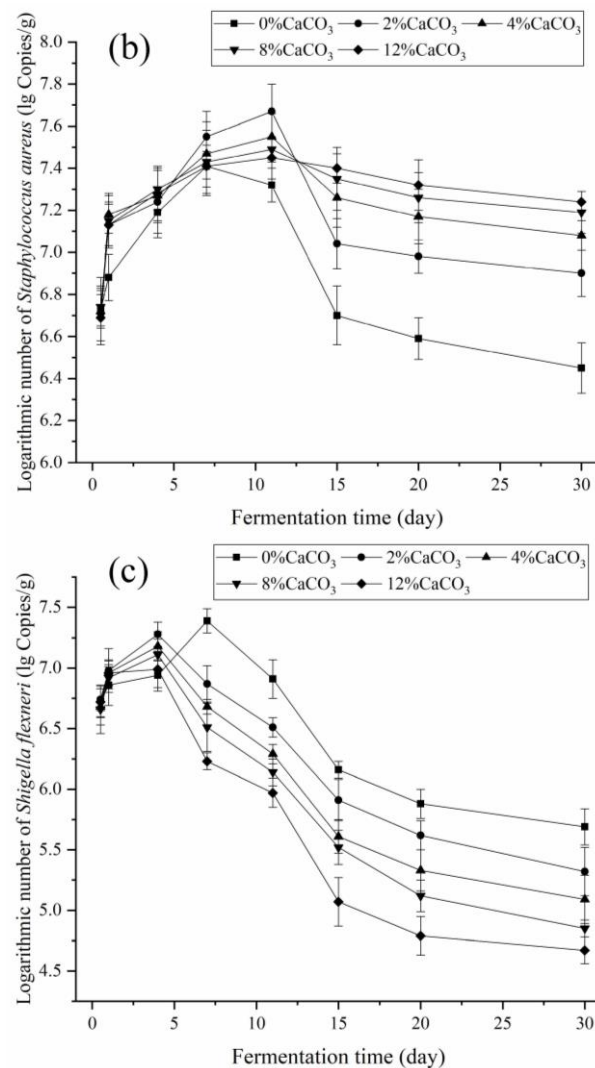 (b)
0%CaCO₃ 2%CaCO₃ 4%CaCO₃
8%CaCO₃ 12%CaCO₃
Logarithmic number of Staphylococcus aureus (lg Copies/g)
8.0
7.8
7.6
7.4
7.2
7.0
6.8
6.6
6.4
6.2
6.0
0 5 10 15 20 25 30
Fermentation time (day)
(c)
0%CaCO₃ 2%CaCO₃ 4%CaCO₃
8%CaCO₃ 12%CaCO₃
Logarithmic number of Shigella flexneri (lg Copies/g)
7.5
7.0
6.5
6.0
5.5
5.0
4.5
0 5 10 15 20 25 30
Fermentation time (day)